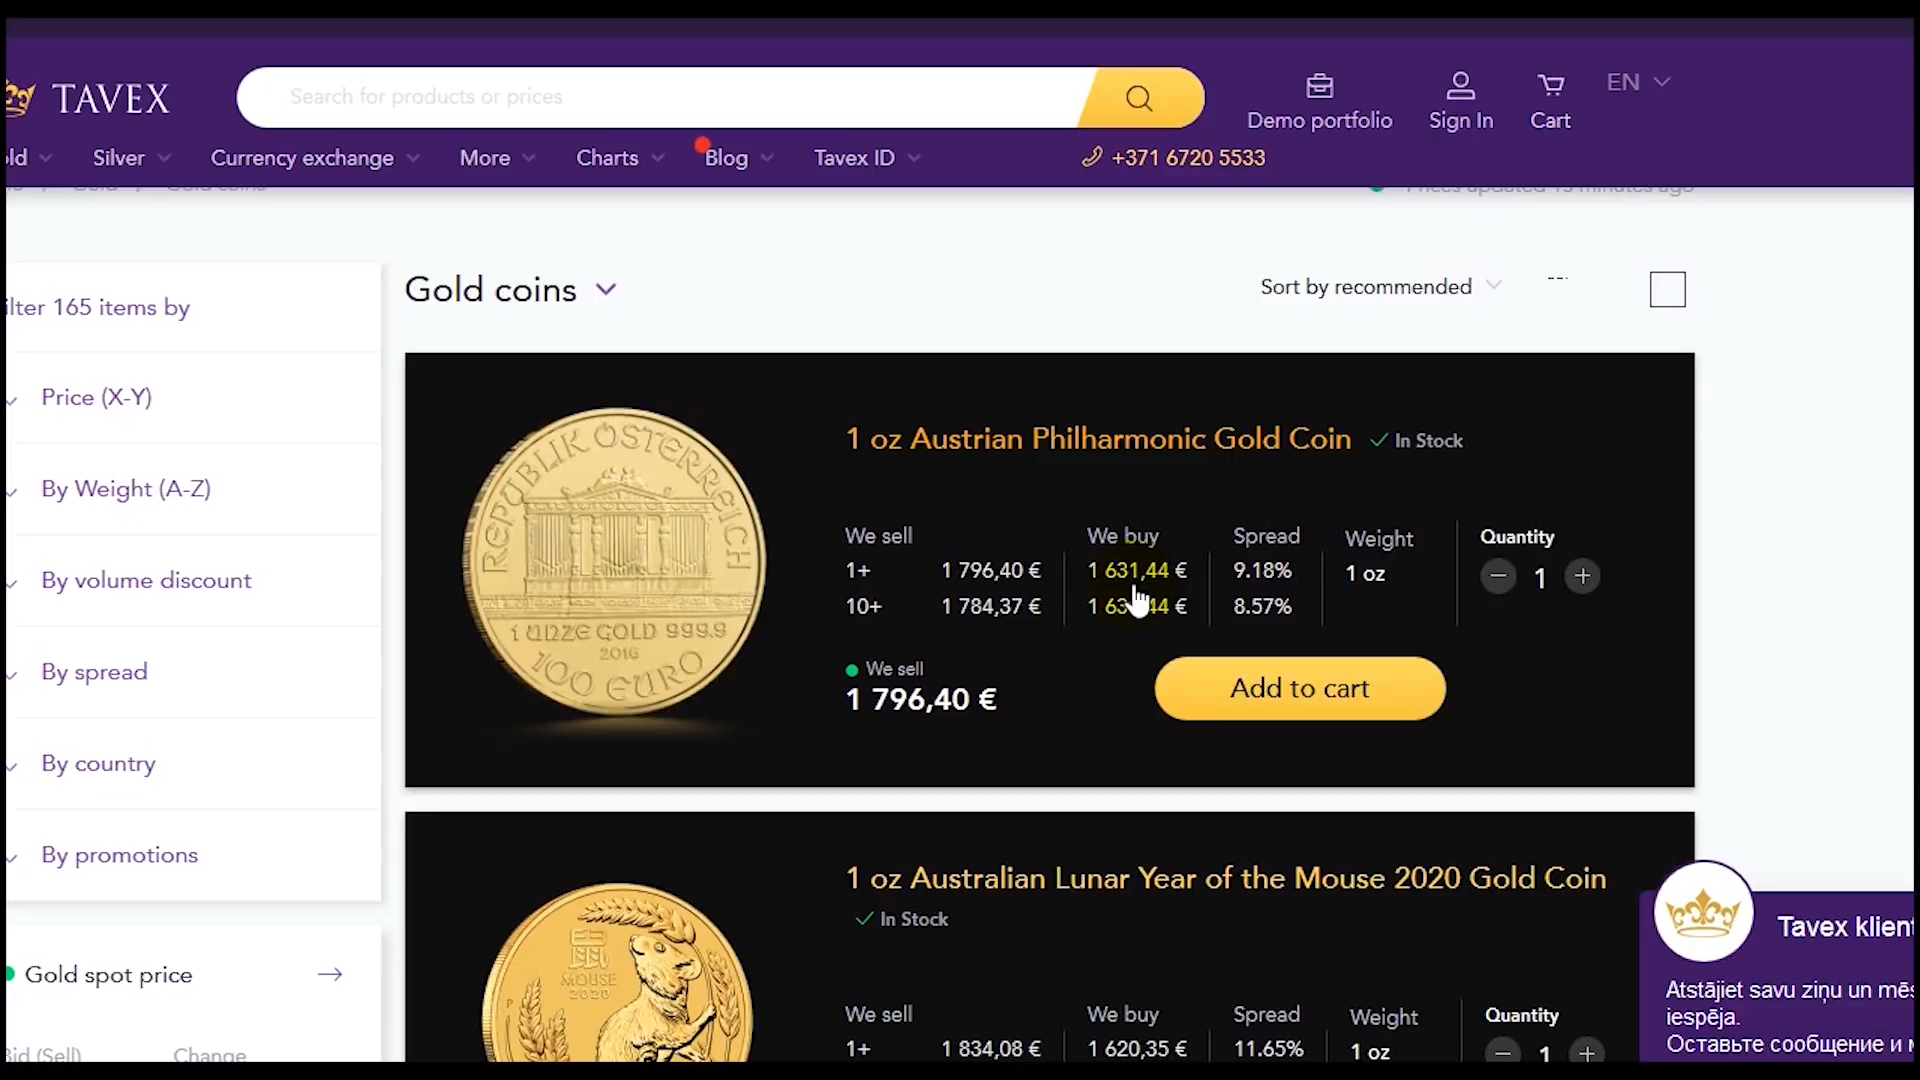 TAVEX
Search for products or prices
Demo portfolio
Sign In
Cart
EN
Silver
Currency exchange
More
Charts
Blog
Tavex ID
+371 6720 5533
165 items by
Price (X-Y)
By Weight (A-Z)
By volume discount
By spread
By country
By promotions
Gold spot price
Change
Gold coins
Sort by recommended
REPUBLIK ÖSTERREICH
1 UNZE GOLD 999.9
2016
100 EURO
1 oz Austrian Philharmonic Gold Coin
In Stock
We sell We buy Spread Weight Quantity
1+ 1 796,40 € 1 631,44 € 9.18% 1 oz 1
10+ 1 784,37 € 8.57%
We sell
1 796,40 €
Add to cart
鼠
MOUSE
2020
1 oz Australian Lunar Year of the Mouse 2020 Gold Coin
In Stock
We sell We buy Spread Weight Quantity
1+ 1 834,08 € 1 620,35 € 11.65% 1 oz 1
Tavex
Atstājiet savu ziņu un
iespēja.
Оставьте сообщение и